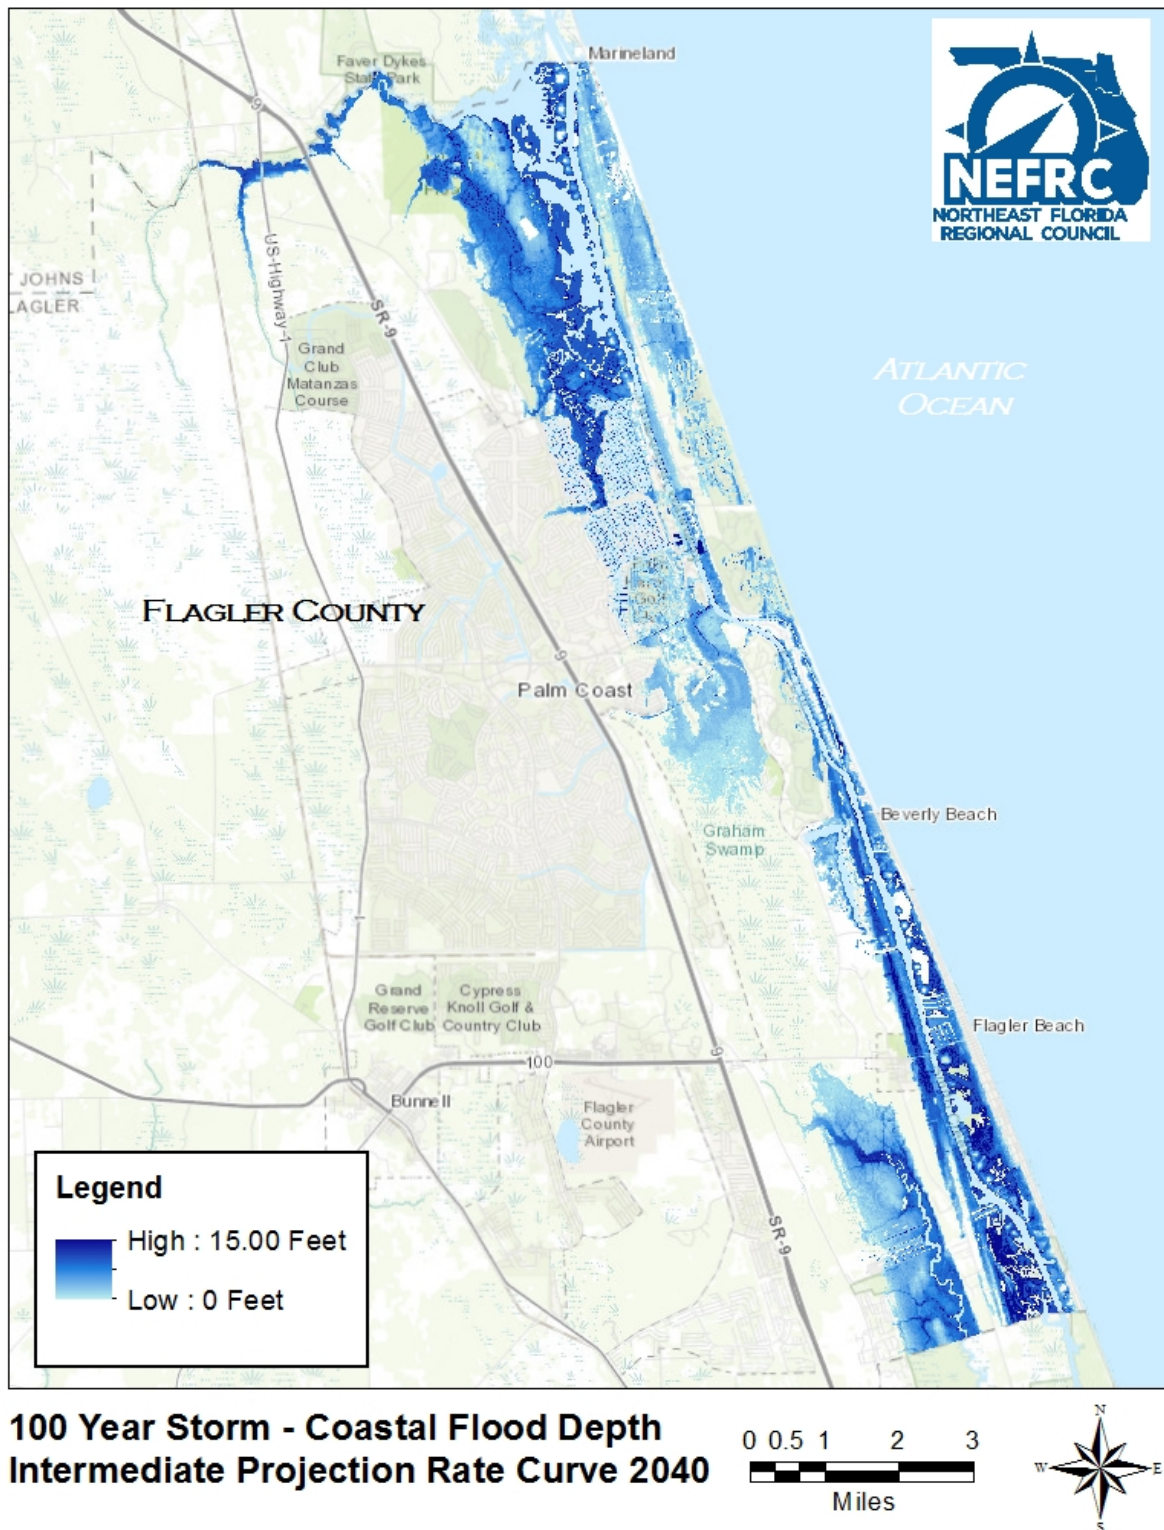 Marineland
Faver Dykes
State Park
NEFRC
NORTHEAST FLORIDA
REGIONAL COUNCIL
9
US-Highway-1
JOHNS
LAGLER
SR-9
Grand
Club
Matanzas
Course
ATLANTIC
OCEAN
FLAGLER COUNTY
Golf
9
Palm Coast
Beverly Beach
Graham
Swamp
1
Grand
Reserve
Golf Club
Cypress
Knoll Golf &
Country Club
Flagler Beach
9
100
Bunnell
Flagler
County
Airport
SR-9
Legend
High : 15.00 Feet
Low : 0 Feet
100 Year Storm - Coastal Flood Depth
Intermediate Projection Rate Curve 2040
0 0.5 1 2 3
Miles
N
W E
S